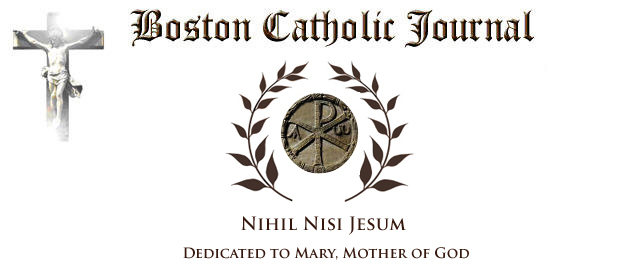 Boston Catholic Journal
Nihil Nisi Jesum
Dedicated to Mary, Mother of God